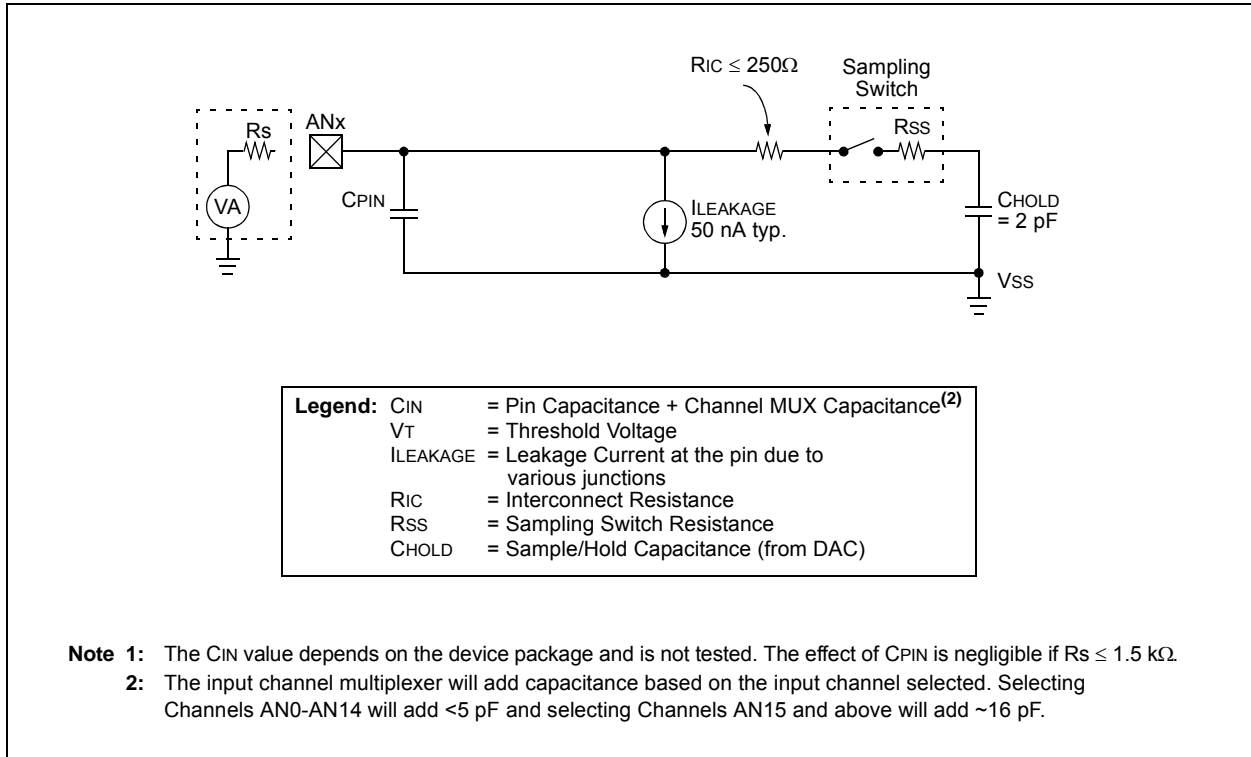 RIC ≤ 250Ω
Sampling
Switch
Rs
ANx
RSS
VA
CPIN
ILEAKAGE
50 nA typ.
CHOLD
= 2 pF
VSS
Legend: CIN = Pin Capacitance + Channel MUX Capacitance(2)
VT = Threshold Voltage
ILEAKAGE = Leakage Current at the pin due to
various junctions
RIC = Interconnect Resistance
RSS = Sampling Switch Resistance
CHOLD = Sample/Hold Capacitance (from DAC)
Note 1: The CIN value depends on the device package and is not tested. The effect of CPIN is negligible if Rs ≤ 1.5 kΩ.
2: The input channel multiplexer will add capacitance based on the input channel selected. Selecting
Channels AN0-AN14 will add <5 pF and selecting Channels AN15 and above will add ~16 pF.